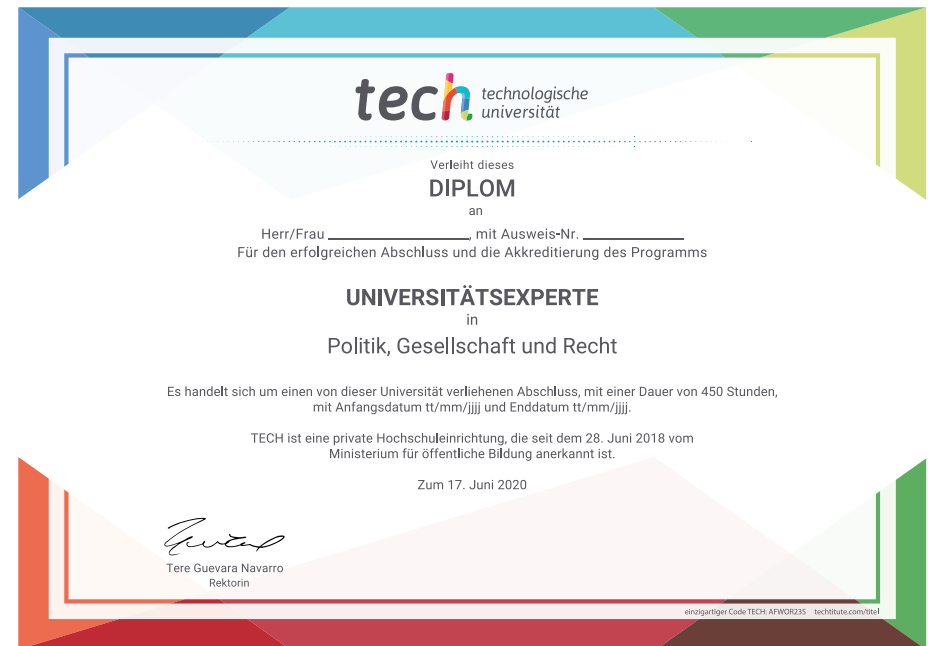 tech technologische
universität
Verleiht dieses
DIPLOM
an
Herr/Frau , mit Ausweis-Nr.
Für den erfolgreichen Abschluss und die Akkreditierung des Programms
UNIVERSITÄTSEXPERTE
in
Politik, Gesellschaft und Recht
Es handelt sich um einen von dieser Universität verliehenen Abschluss, mit einer Dauer von 450 Stunden,
mit Anfangsdatum tt/mm/jjjj und Enddatum tt/mm/jjjj.
TECH ist eine private Hochschuleinrichtung, die seit dem 28. Juni 2018 vom
Ministerium für öffentliche Bildung anerkannt ist.
Zum 17. Juni 2020
Tere Guevara Navarro
Rektorin
einzigartiger Code TECH: AFWOR23S techtitute.com/titel